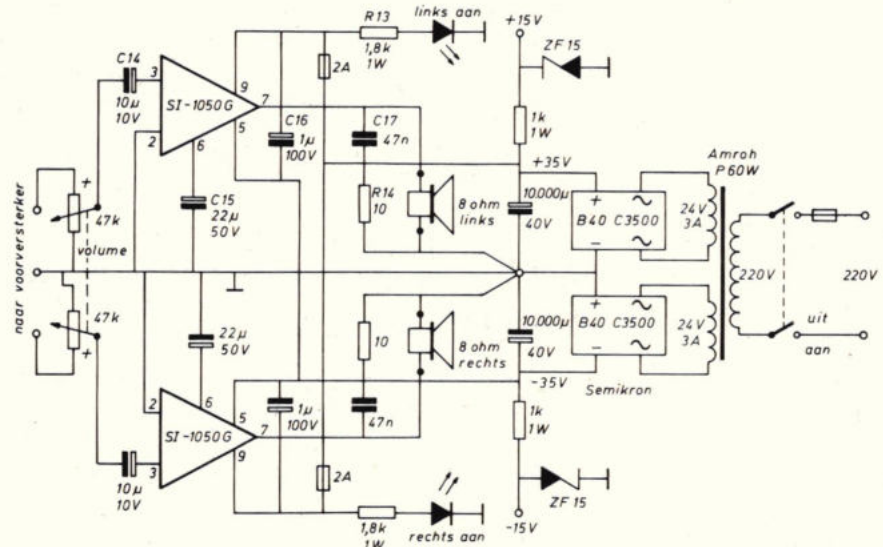 R13
1,8k
1W
links aan
+15V
ZF 15
C14
10µ
10V
3
9
SI-1050G
7
2
5
6
2A
C16
1µ
100V
C17
47n
1k
1W
+35V
Amroh
P60W
C15
22µ
50V
R14
10
8 ohm
links
10.000µ
40V
+
B40 C3500
−
~
~
24V
3A
naar voorversterker
+
47k
volume
47k
+
220V
220V
uit
aan
22µ
50V
10
8 ohm
rechts
10.000µ
40V
+
B40 C3500
−
~
~
24V
3A
-35V
Semikron
2
6
5
SI-1050G
7
3
9
1µ
100V
47n
1k
1W
10µ
10V
2A
1,8k
1W
rechts aan
ZF 15
-15V